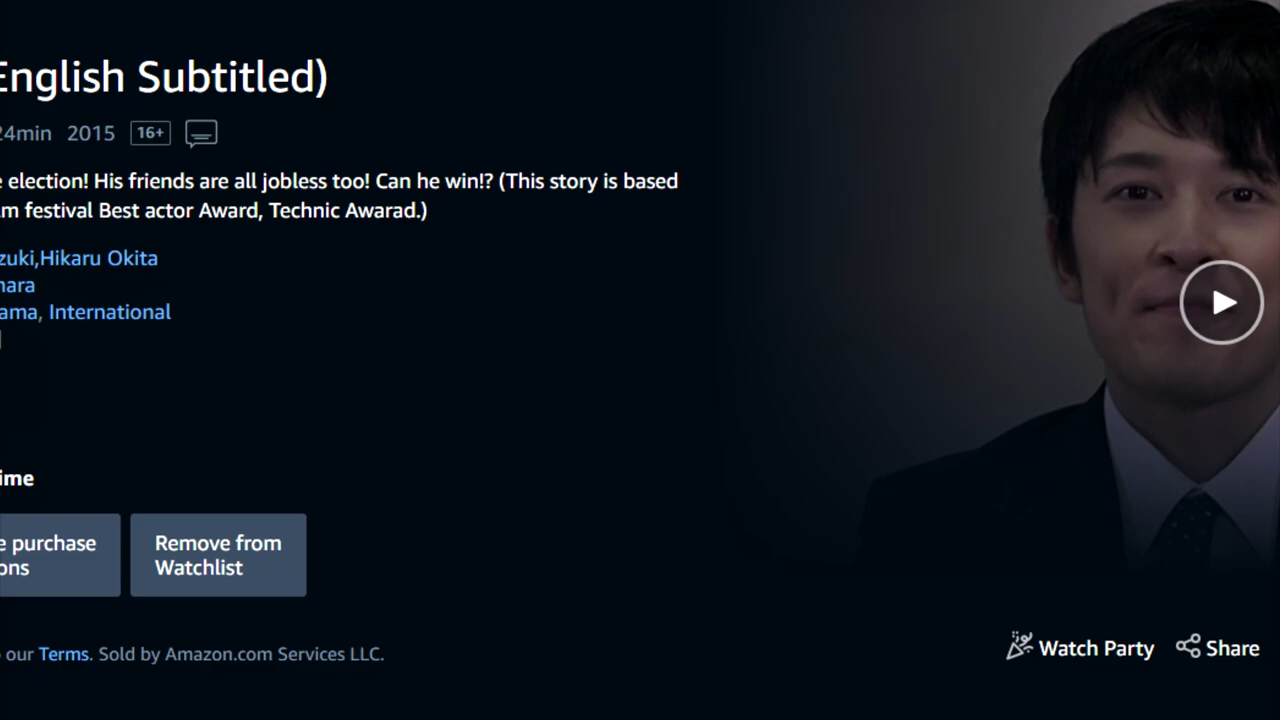 English Subtitled)
24min 2015 16+
e election! His friends are all jobless too! Can he win!? (This story is based
lm festival Best actor Award, Technic Awarad.)
zuki,Hikaru Okita
hara
ama, International
ime
e purchase
ons
Remove from
Watchlist
o our Terms. Sold by Amazon.com Services LLC.
Watch Party
Share